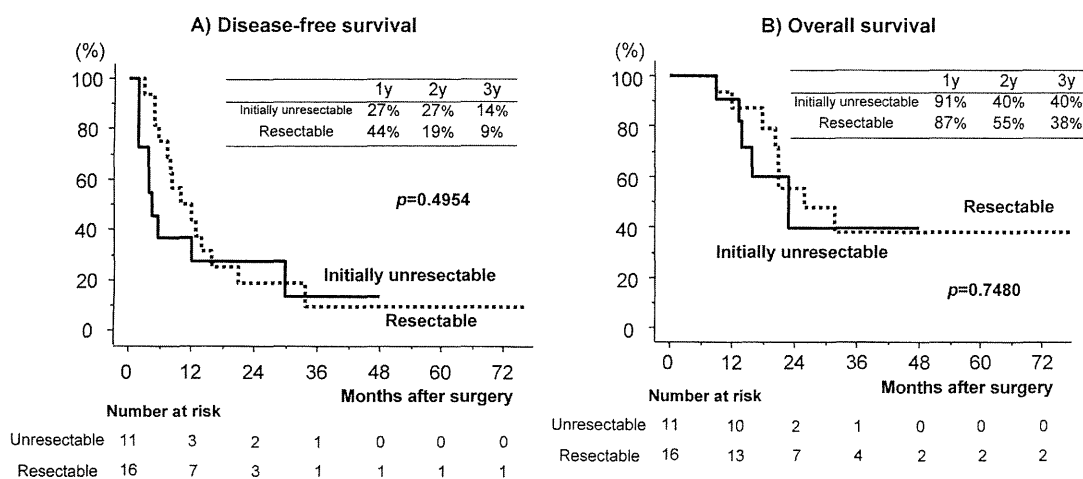 A) Disease-free survival
(%)
100
80
60
40
20
0
1y 2y 3y
Initially unresectable 27% 27% 14%
Resectable 44% 19% 9%
p=0.4954
Initially unresectable
Resectable
0 12 24 36 48 60 72
Months after surgery
Number at risk
Unresectable 11 3 2 1 0 0 0
Resectable 16 7 3 1 1 1 1
B) Overall survival
(%)
100
80
60
40
20
0
1y 2y 3y
Initially unresectable 91% 40% 40%
Resectable 87% 55% 38%
Resectable
Initially unresectable
p=0.7480
0 12 24 36 48 60 72
Months after surgery
Number at risk
Unresectable 11 10 2 1 0 0 0
Resectable 16 13 7 4 2 2 2